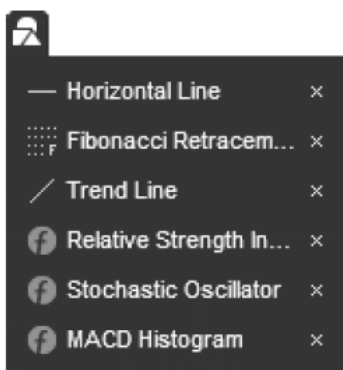 Horizontal Line ×
F Fibonacci Retracem... ×
Trend Line ×
f Relative Strength In... ×
f Stochastic Oscillator ×
f MACD Histogram ×